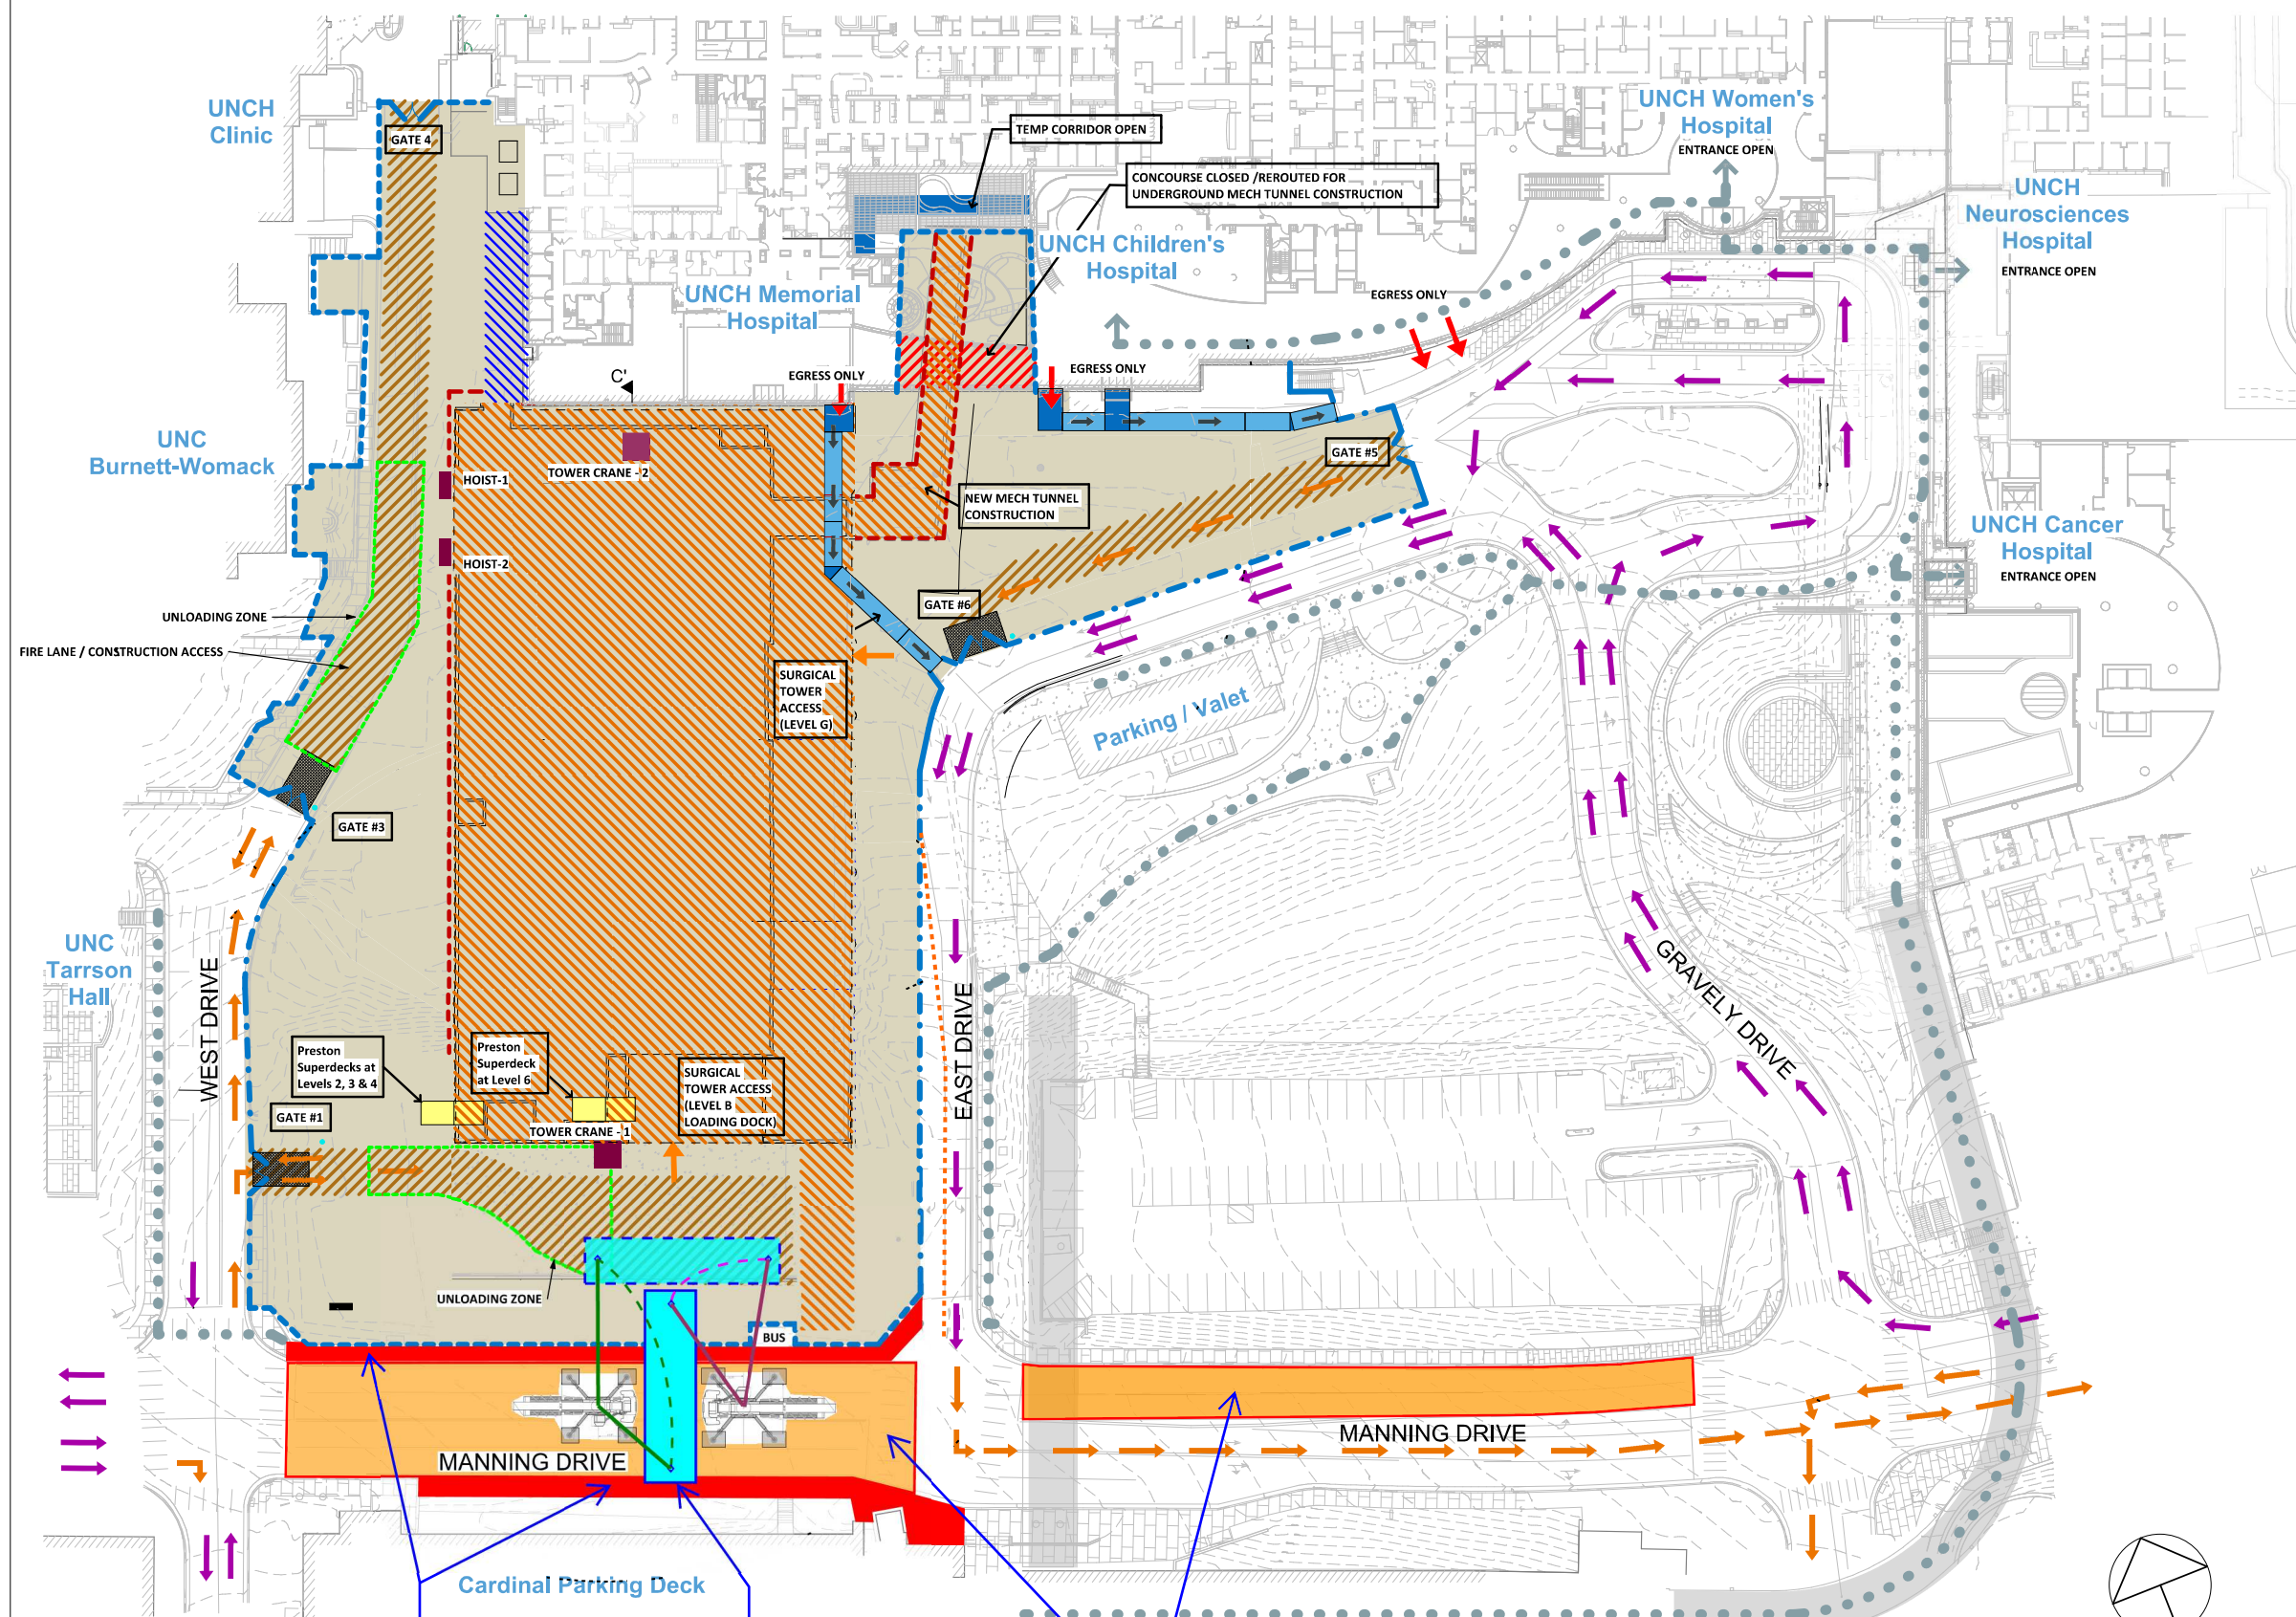 UNCH
Clinic
GATE 4
TEMP CORRIDOR OPEN
CONCOURSE CLOSED /REROUTED FOR
UNDERGROUND MECH TUNNEL CONSTRUCTION
UNCH Women's
Hospital
ENTRANCE OPEN
UNCH
Neurosciences
Hospital
ENTRANCE OPEN
UNCH Children's
Hospital
UNCH Memorial
Hospital
EGRESS ONLY
EGRESS ONLY
EGRESS ONLY
C'
UNC
Burnett-Womack
HOIST-1
TOWER CRANE - 2
HOIST-2
NEW MECH TUNNEL
CONSTRUCTION
GATE #5
UNCH Cancer
Hospital
ENTRANCE OPEN
GATE #6
UNLOADING ZONE
FIRE LANE / CONSTRUCTION ACCESS
SURGICAL
TOWER
ACCESS
(LEVEL G)
Parking / Valet
GATE #3
UNC
Tarrson
Hall
WEST DRIVE
EAST DRIVE
GRAVELY DRIVE
Preston
Superdecks at
Levels 2, 3 & 4
Preston
Superdeck
at Level 6
SURGICAL
TOWER ACCESS
(LEVEL B
LOADING DOCK)
GATE #1
TOWER CRANE - 1
UNLOADING ZONE
BUS
MANNING DRIVE
MANNING DRIVE
Cardinal Parking Deck